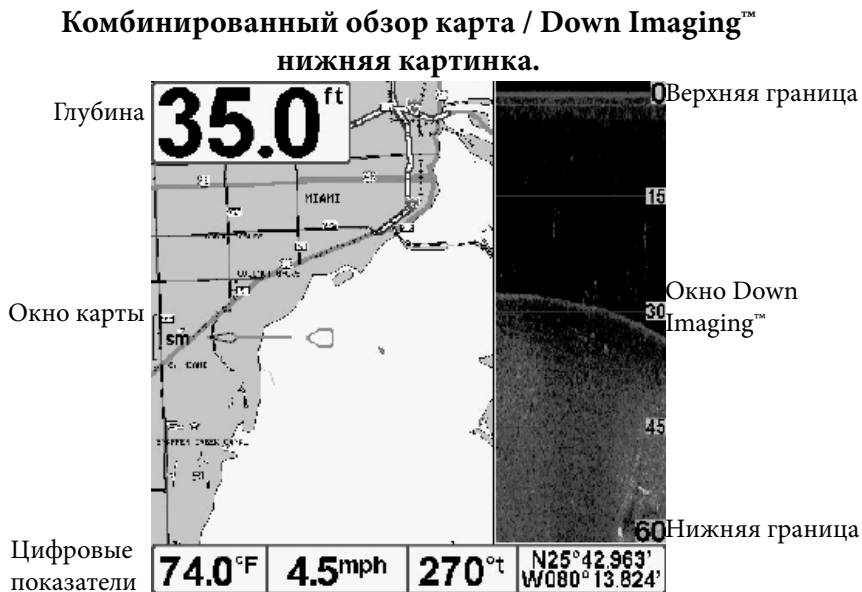 Комбинированный обзор карта / Down Imaging™
нижняя картинка.
Глубина
35.0 ft
Верхняя граница
0
15
MIAMI
Окно карты
sm
Окно Down
Imaging™
30
45
60
Нижняя граница
Цифровые
показатели
74.0°F
4.5mph
270°t
N25°42.963'
W080°13.824'